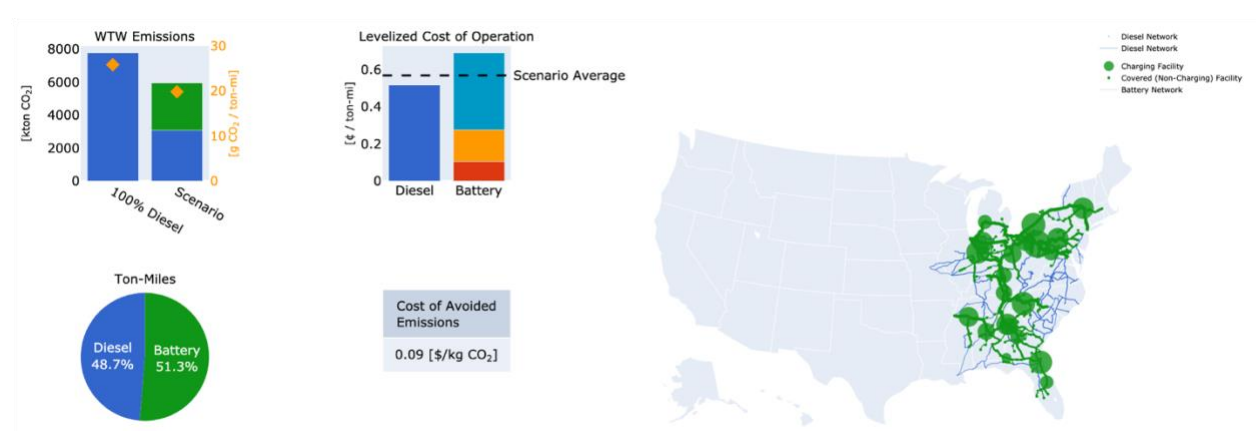 WTW Emissions
8000
6000
4000
2000
0
[kton CO₂]
30
20
10
0
[g CO₂ / ton-mi]
100% Diesel
Scenario
Levelized Cost of Operation
0.6
0.4
0.2
0
[¢ / ton-mi]
Scenario Average
Diesel
Battery
Ton-Miles
Diesel
48.7%
Battery
51.3%
Cost of Avoided
Emissions
0.09 [$/kg CO₂]
Diesel Network
Diesel Network
Charging Facility
Covered (Non-Charging) Facility
Battery Network